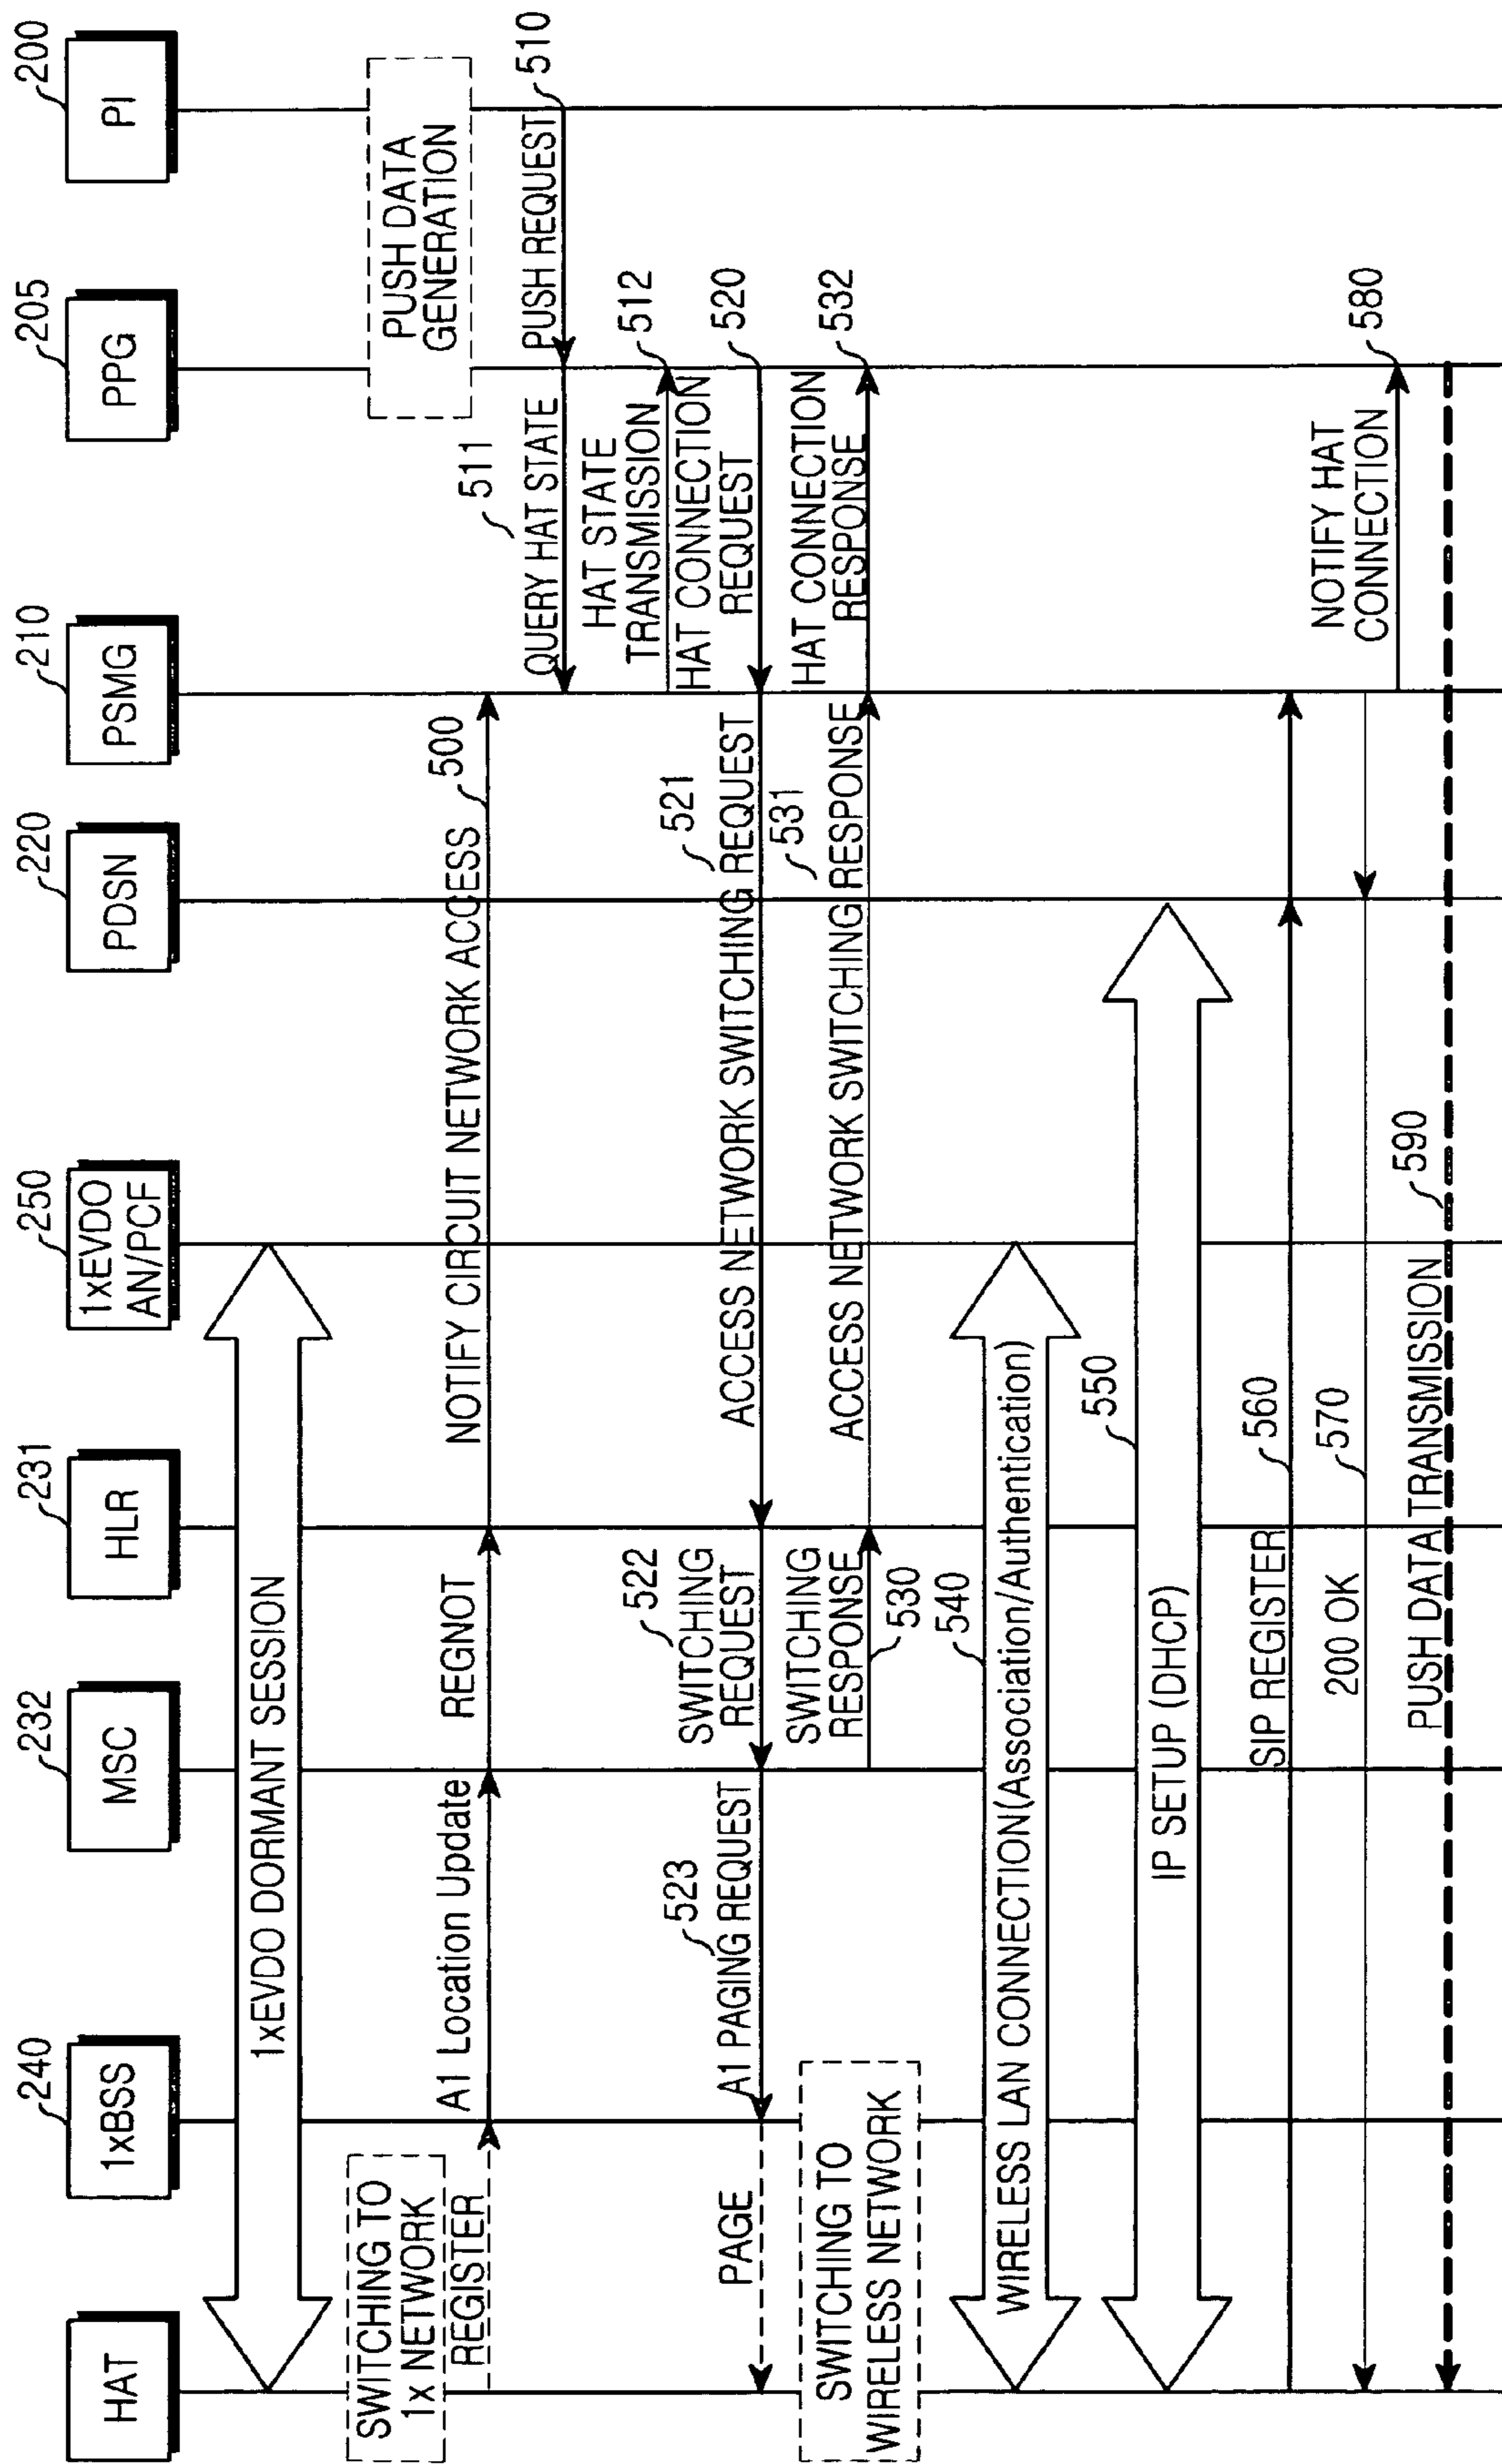 HAT
240
1xBSS
232
MSC
231
HLR
250
1xEVDO
AN/PCF
220
PDSN
210
PSMG
205
PPG
200
PI
1xEVDO DORMANT SESSION
SWITCHING TO
1x NETWORK
PUSH DATA
GENERATION
REGISTER
A1 Location Update
REGNOT
NOTIFY CIRCUIT NETWORK ACCESS
500
511
QUERY HAT STATE
PUSH REQUEST
510
HAT STATE
TRANSMISSION
512
PAGE
523
A1 PAGING REQUEST
522
SWITCHING
REQUEST
ACCESS NETWORK SWITCHING REQUEST
521
HAT CONNECTION
REQUEST
520
SWITCHING TO
WIRELESS NETWORK
SWITCHING
RESPONSE
530
ACCESS NETWORK SWITCHING RESPONSE
531
HAT CONNECTION
RESPONSE
532
540
WIRELESS LAN CONNECTION(Association/Authentication)
550
IP SETUP (DHCP)
SIP REGISTER
560
200 OK
570
NOTIFY HAT
CONNECTION
580
PUSH DATA TRANSMISSION
590